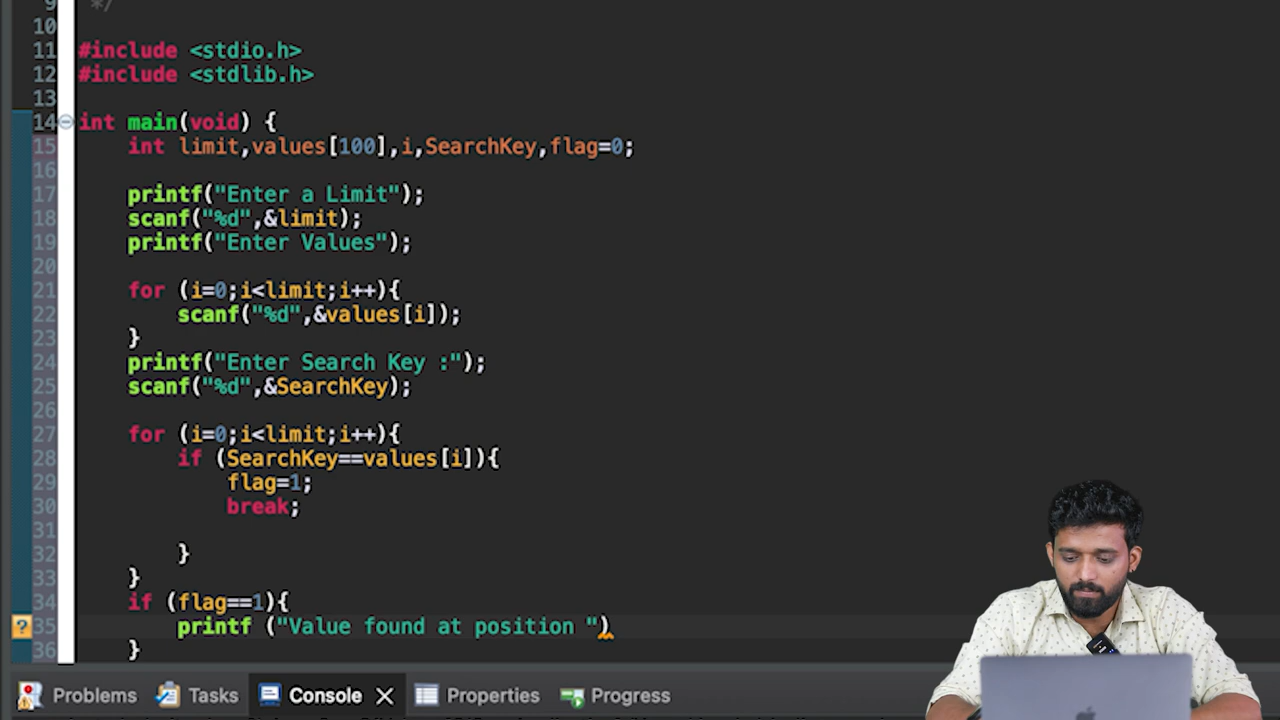 9 */
10
11 #include <stdio.h>
12 #include <stdlib.h>
13
14 int main(void) {
15 int limit,values[100],i,SearchKey,flag=0;
16
17 printf("Enter a Limit");
18 scanf("%d",&limit);
19 printf("Enter Values");
20
21 for (i=0;i<limit;i++){
22 scanf("%d",&values[i]);
23 }
24 printf("Enter Search Key :");
25 scanf("%d",&SearchKey);
26
27 for (i=0;i<limit;i++){
28 if (SearchKey==values[i]){
29 flag=1;
30 break;
31
32 }
33 }
34 if (flag==1){
35 printf ("Value found at position ")
36 }
Problems Tasks Console Properties Progress